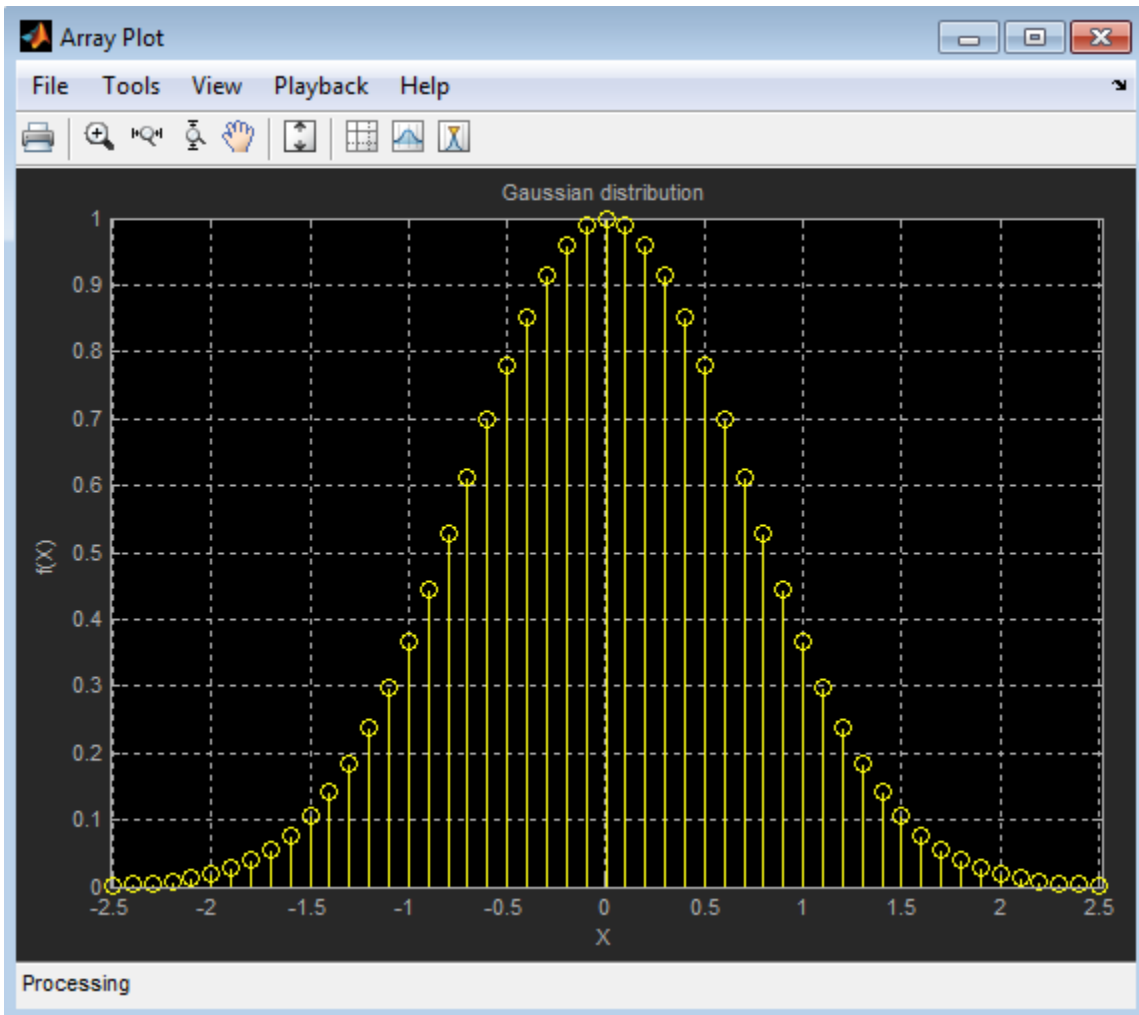 Array Plot
File Tools View Playback Help
Gaussian distribution
1
0.9
0.8
0.7
0.6
0.5
0.4
0.3
0.2
0.1
0
f(X)
-2.5 -2 -1.5 -1 -0.5 0 0.5 1 1.5 2 2.5
X
Processing